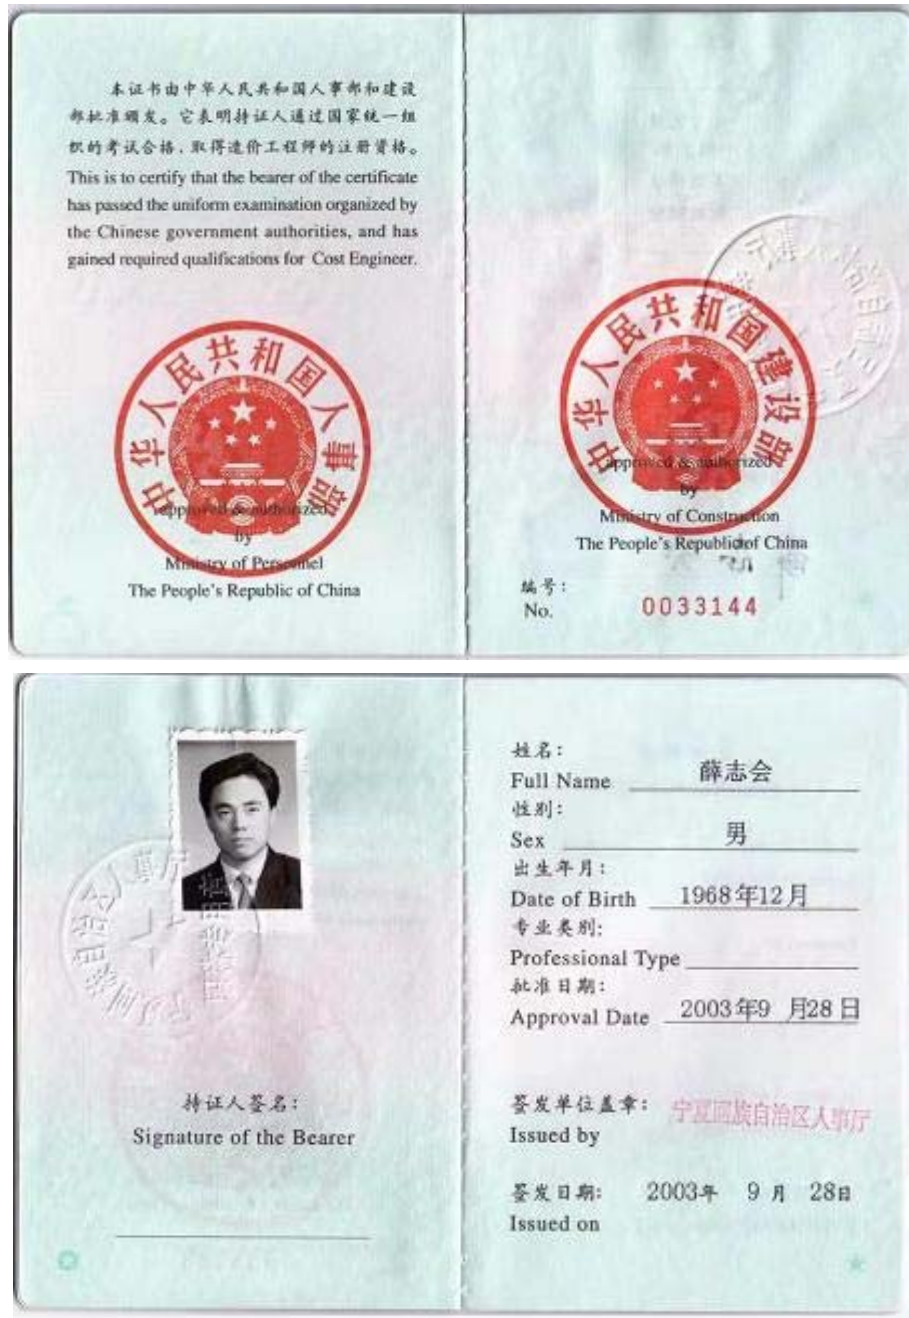 本证书由中华人民共和国人事部和建设
部批准颁发。它表明持证人通过国家统一组
织的考试合格，取得造价工程师的注册资格。
This is to certify that the bearer of the certificate
has passed the uniform examination organized by
the Chinese government authorities, and has
gained required qualifications for Cost Engineer.
中华人民共和国人事部
approved & authorized
by
Ministry of Personnel
The People's Republic of China
中华人民共和国建设部
approved & authorized
by
Ministry of Construction
The People's Republic of China
编号：
No. 0033144
姓名：
Full Name 薛志会
性别：
Sex 男
出生年月：
Date of Birth 1968年12月
专业类别：
Professional Type
批准日期：
Approval Date 2003年9 月28日
持证人签名：
Signature of the Bearer
签发单位盖章：
Issued by 宁夏回族自治区人事厅
签发日期： 2003年 9 月 28日
Issued on